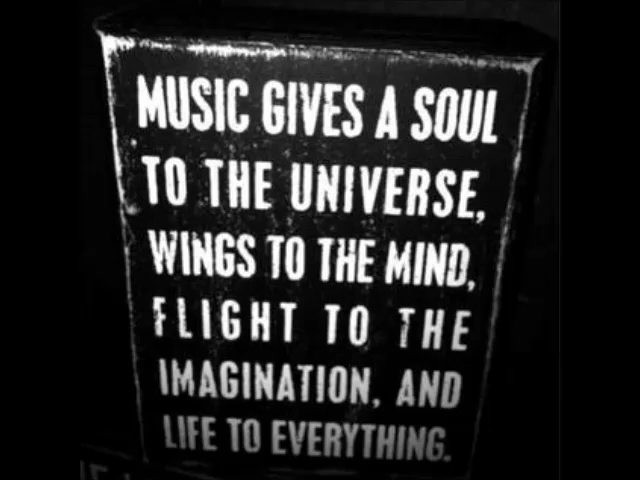 MUSIC GIVES A SOUL
TO THE UNIVERSE,
WINGS TO THE MIND,
FLIGHT TO THE
IMAGINATION, AND
LIFE TO EVERYTHING.